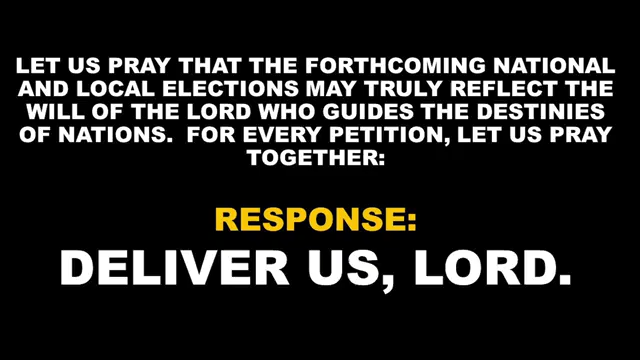 LET US PRAY THAT THE FORTHCOMING NATIONAL
AND LOCAL ELECTIONS MAY TRULY REFLECT THE
WILL OF THE LORD WHO GUIDES THE DESTINIES
OF NATIONS.  FOR EVERY PETITION, LET US PRAY
TOGETHER:
RESPONSE:
DELIVER US, LORD.